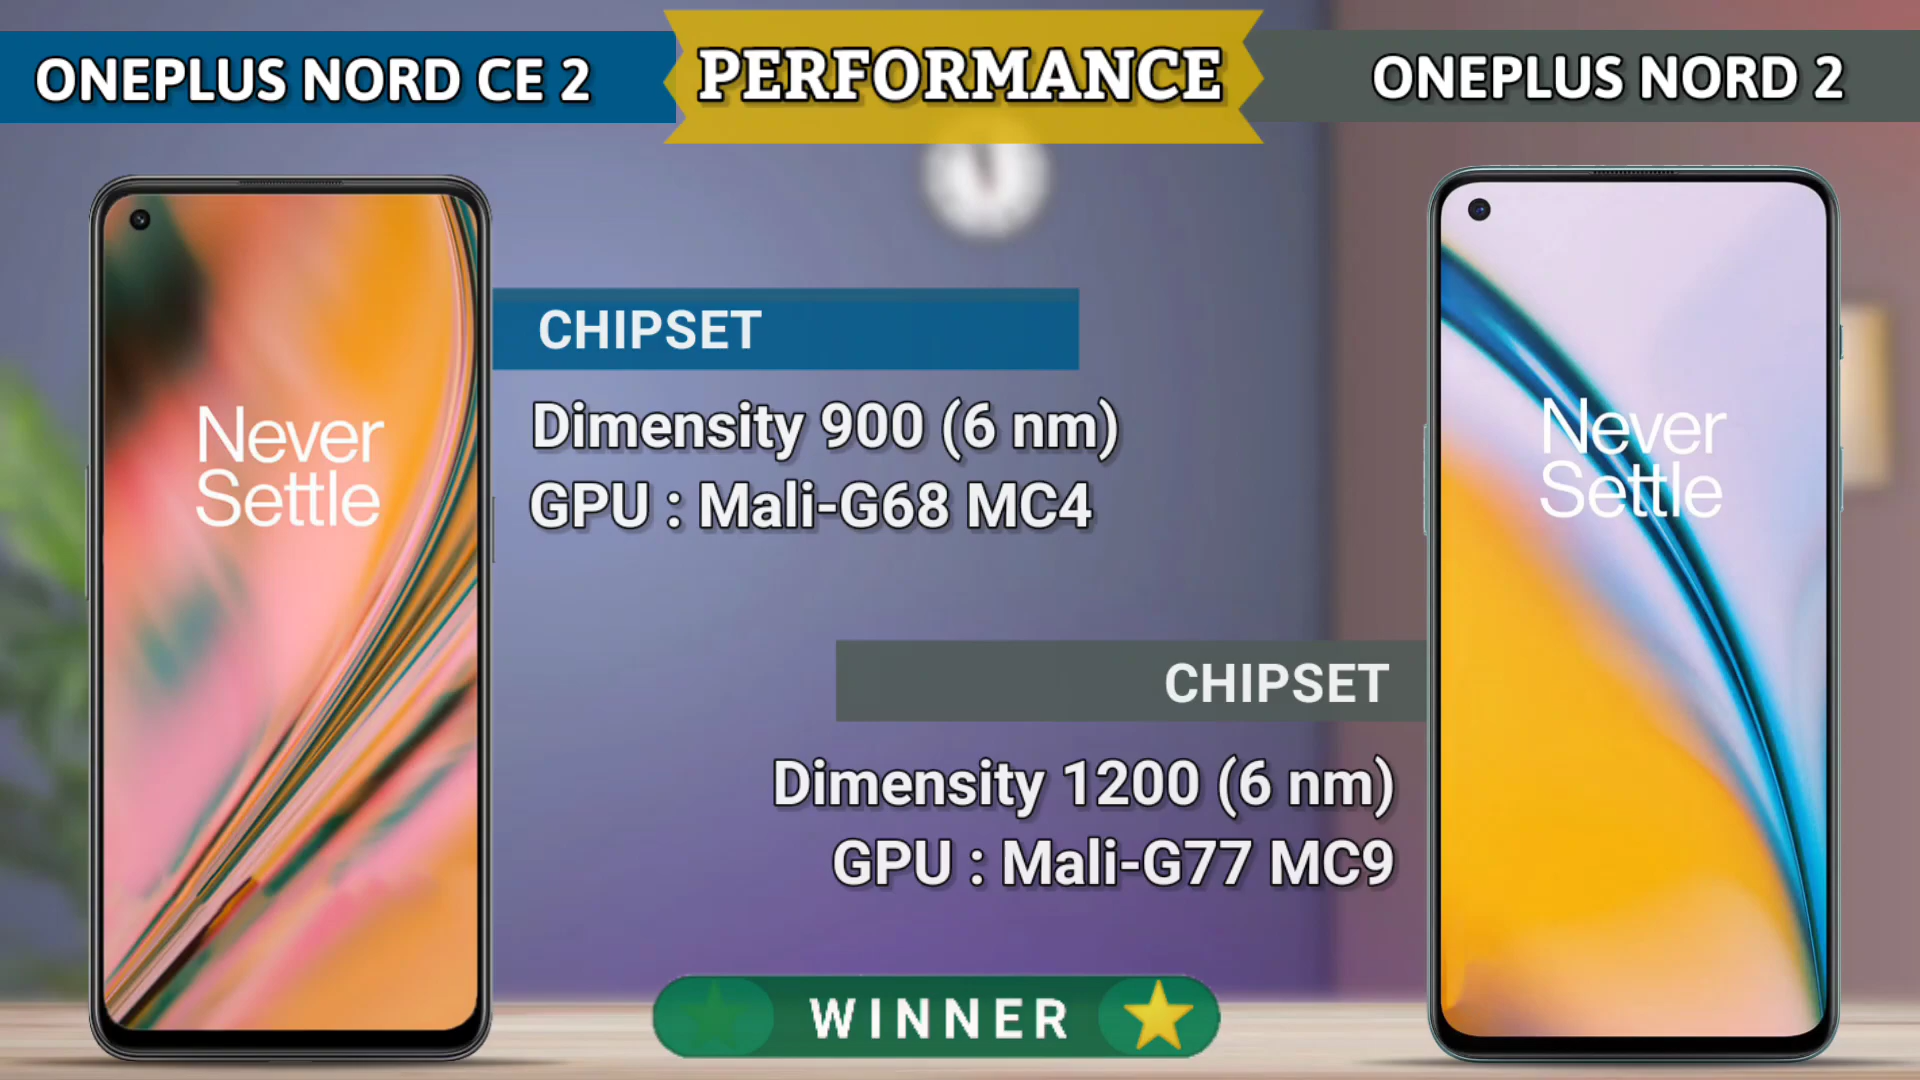 ONEPLUS NORD CE 2
PERFORMANCE
ONEPLUS NORD 2
Never
Settle
CHIPSET
Dimensity 900 (6 nm)
GPU : Mali-G68 MC4
Never
Settle
CHIPSET
Dimensity 1200 (6 nm)
GPU : Mali-G77 MC9
WINNER